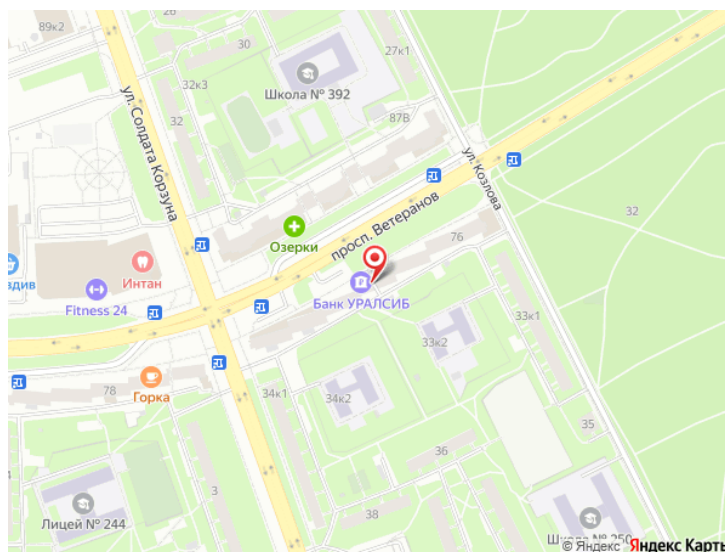 89к2
30
27к1
32к3
Школа № 392
32
87В
ул. Солдата Корзуна
ул. Козлова
просп. Ветеранов
32
Озерки
76
Интан
здив
Fitness 24
Банк УРАЛСИБ
33к1
33к2
78
Горка
34к1
34к2
35
36
3
Лицей № 244
38
Школа № 250
© Яндекс Яндекс Карты